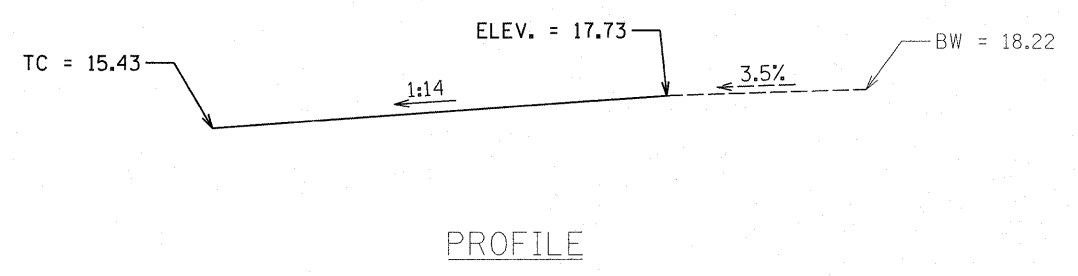 ELEV. = 17.73
BW = 18.22
TC = 15.43
1:14
3.5%
PROFILE